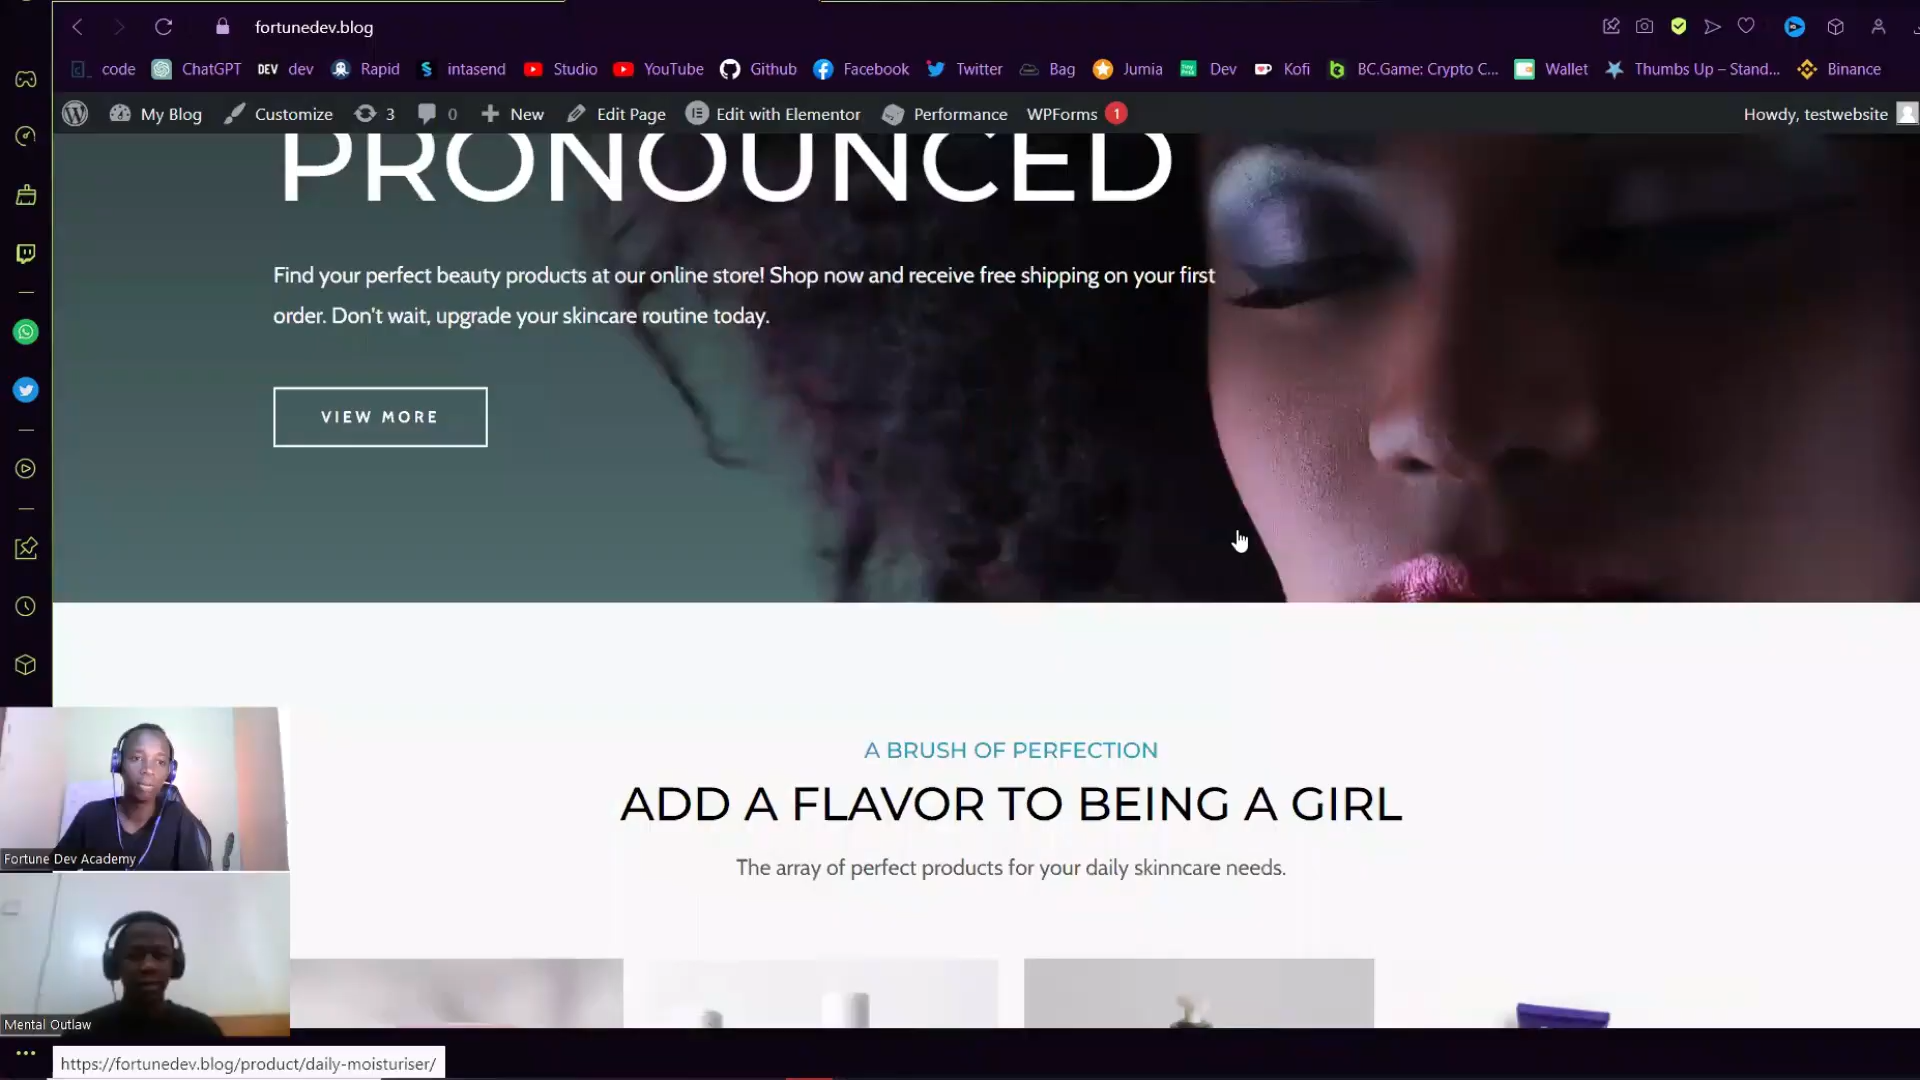 fortunedev.blog
code ChatGPT DEV dev Rapid intasend Studio YouTube Github Facebook Twitter Bag Jumia Dev Kofi BC.Game: Crypto C... Wallet Thumbs Up – Stand... Binance
My Blog Customize 3 0 New Edit Page Edit with Elementor Performance WPForms 1 Howdy, testwebsite
PRONOUNCED
Find your perfect beauty products at our online store! Shop now and receive free shipping on your first
order. Don't wait, upgrade your skincare routine today.
VIEW MORE
A BRUSH OF PERFECTION
ADD A FLAVOR TO BEING A GIRL
The array of perfect products for your daily skinncare needs.
Fortune Dev Academy
Mental Outlaw
https://fortunedev.blog/product/daily-moisturiser/